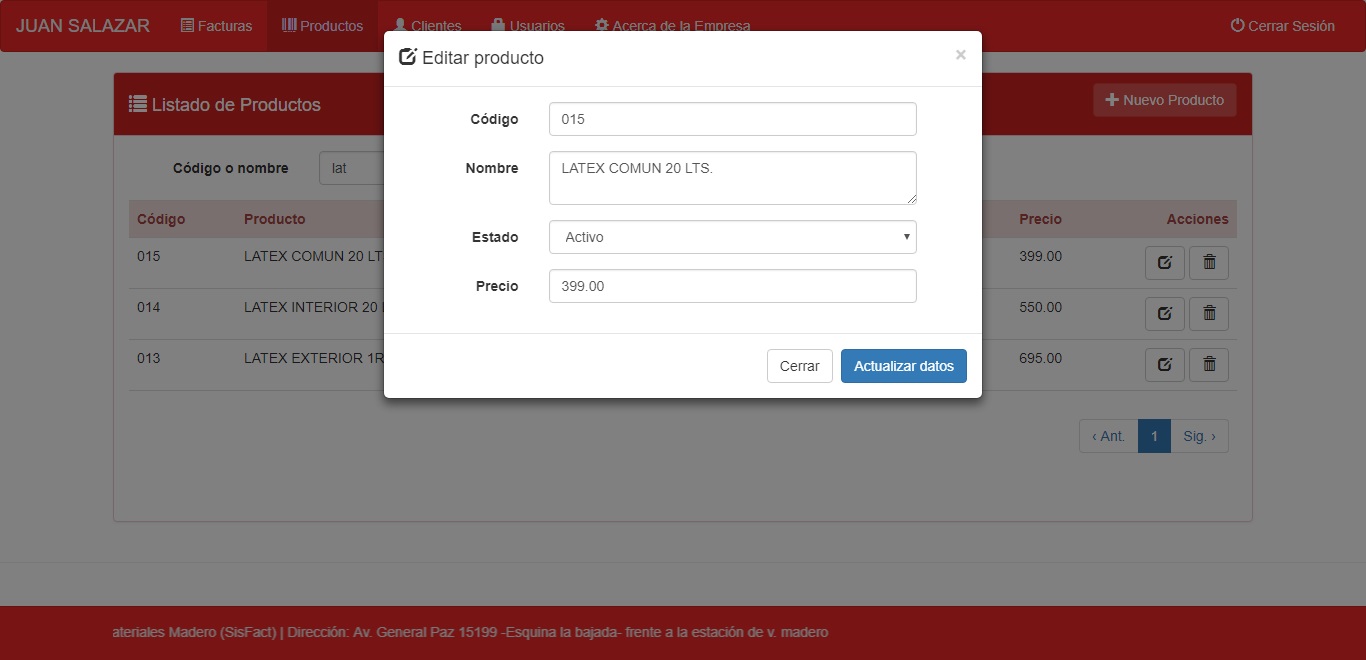 JUAN SALAZAR Facturas Productos Clientes Usuarios Acerca de la Empresa Cerrar Sesión
Editar producto ×
Listado de Productos
+ Nuevo Producto
Código 015
Código o nombre lat
Nombre LATEX COMUN 20 LTS.
Código Producto Precio Acciones
Estado Activo
015 LATEX COMUN 20 LT 399.00
Precio 399.00
014 LATEX INTERIOR 20 550.00
013 LATEX EXTERIOR 1R 695.00
Cerrar Actualizar datos
‹ Ant. 1 Sig. ›
ateriales Madero (SisFact) | Dirección: Av. General Paz 15199 -Esquina la bajada- frente a la estación de v. madero